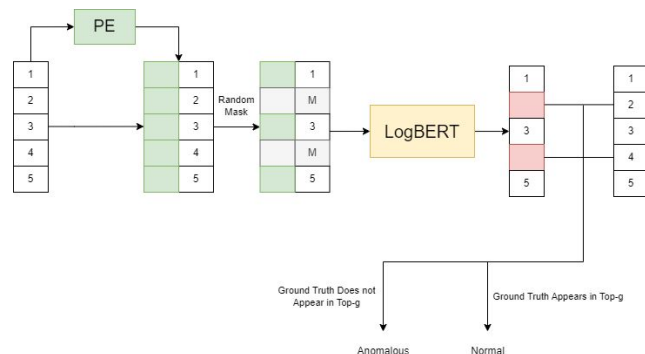 PE
1
2
3
4
5
1
2
3
4
5
Random
Mask
1
M
3
M
5
LogBERT
1
3
5
1
2
3
4
5
Ground Truth Does not
Appear in Top-g
Ground Truth Appears in Top-g
Anomalous
Normal